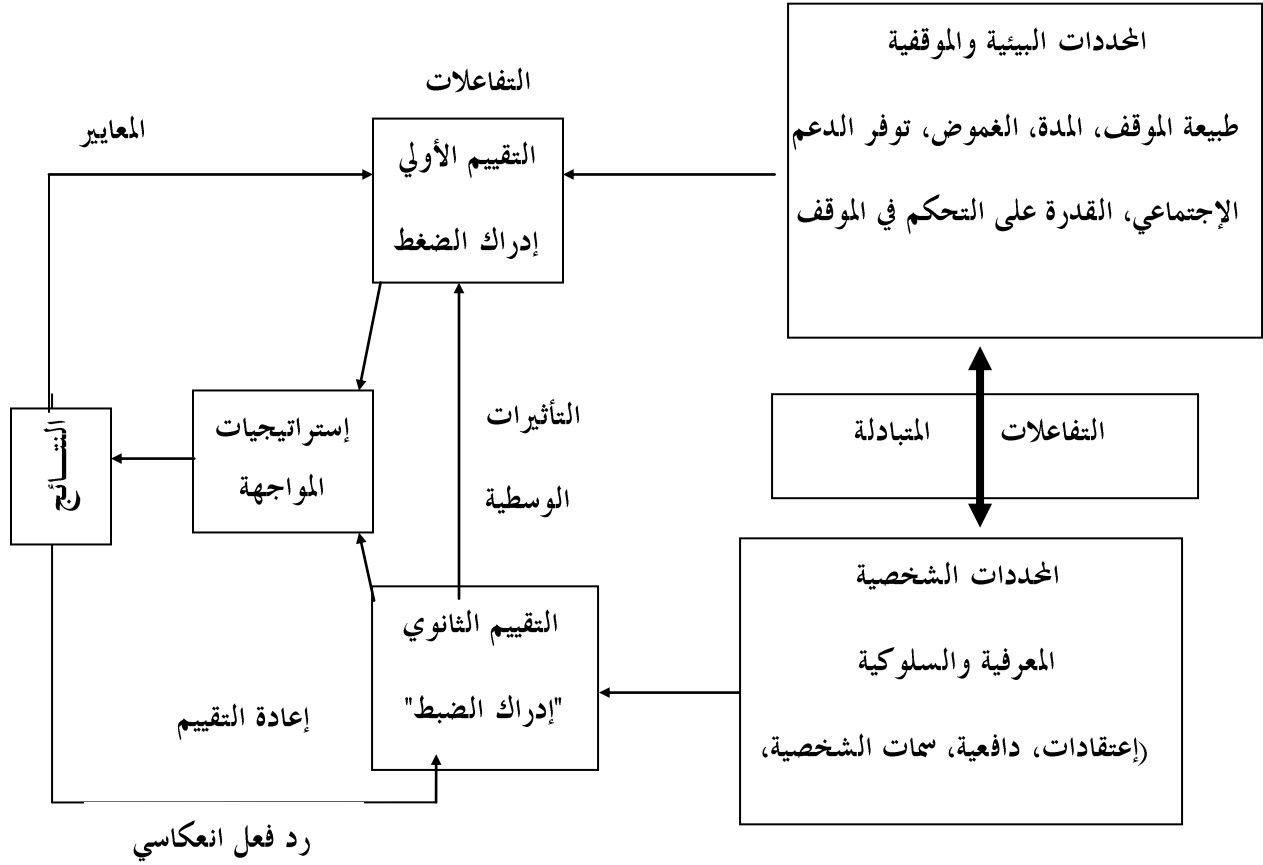 المحددات البيئية والموقفية
طبيعة الموقف، المدة، الغموض، توفر الدعم
الإجتماعي، القدرة على التحكم في الموقف
التفاعلات
المعايير
التقييم الأولي
إدراك الضغط
التفاعلات المتبادلة
التأثيرات
الوسطية
إستراتيجيات
المواجهة
النتـــائج
المحددات الشخصية
المعرفية والسلوكية
(إعتقادات، دافعية، سمات الشخصية،
التقييم الثانوي
"إدراك الضبط"
إعادة التقييم
رد فعل انعكاسي